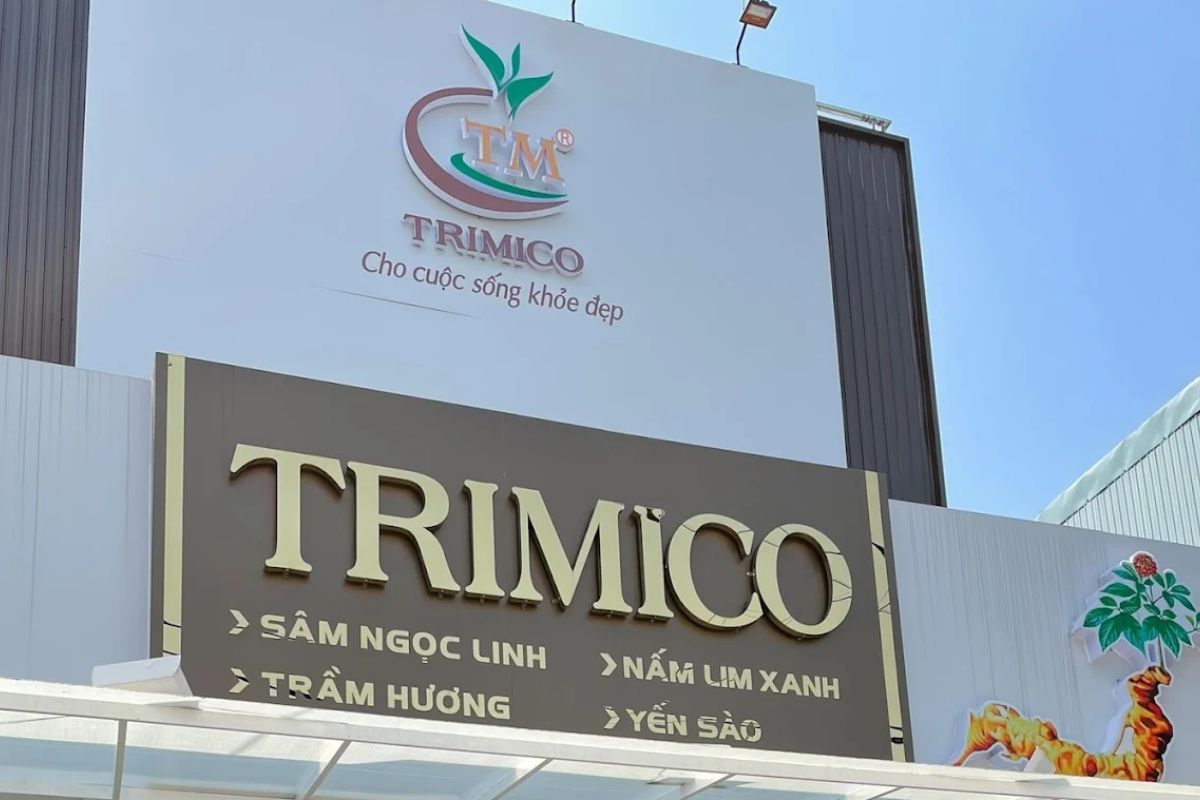 TM®
TRIMICO
Cho cuộc sống khỏe đẹp
TRIMICO
SÂM NGỌC LINH
TRẦM HƯƠNG
NẤM LIM XANH
YẾN SÀO